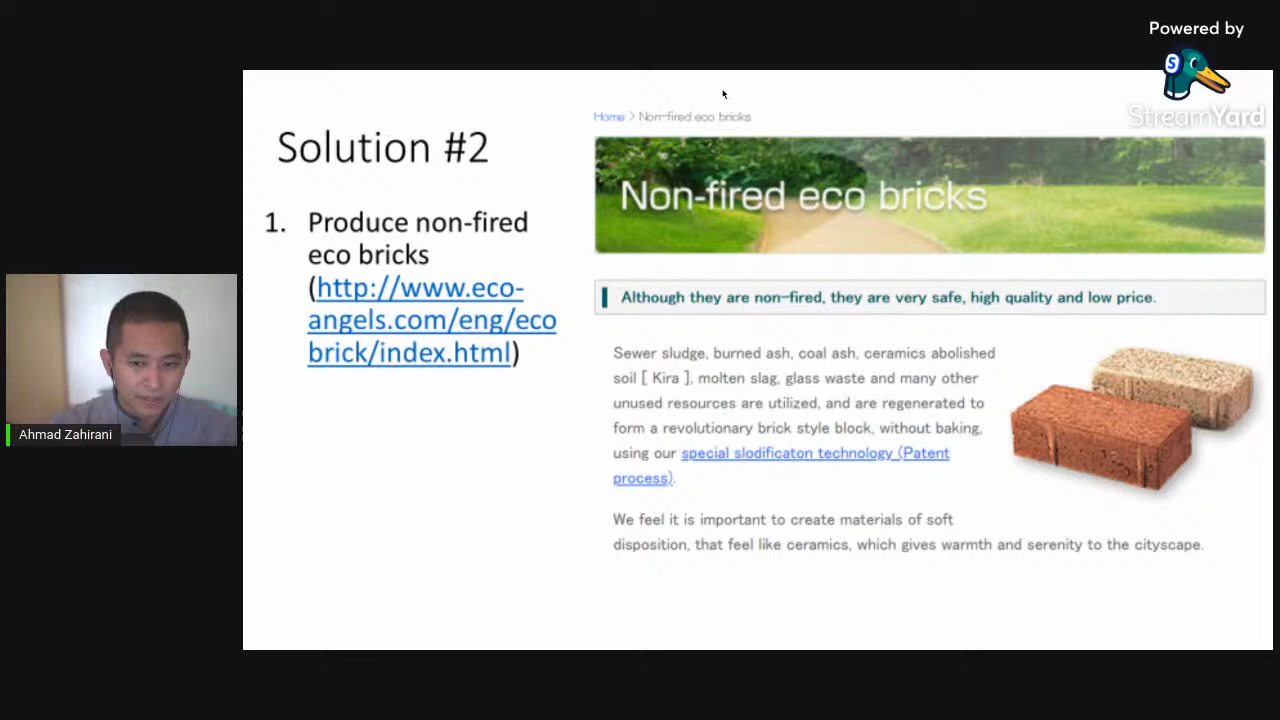 Powered by
StreamYard
Solution #2
1. Produce non-fired
eco bricks
(http://www.eco-
angels.com/eng/eco
brick/index.html)
Home > Non-fired eco bricks
Non-fired eco bricks
Although they are non-fired, they are very safe, high quality and low price.
Sewer sludge, burned ash, coal ash, ceramics abolished
soil [ Kira ], molten slag, glass waste and many other
unused resources are utilized, and are regenerated to
form a revolutionary brick style block, without baking,
using our special slodificaton technology (Patent
process).
We feel it is important to create materials of soft
disposition, that feel like ceramics, which gives warmth and serenity to the cityscape.
Ahmad Zahirani